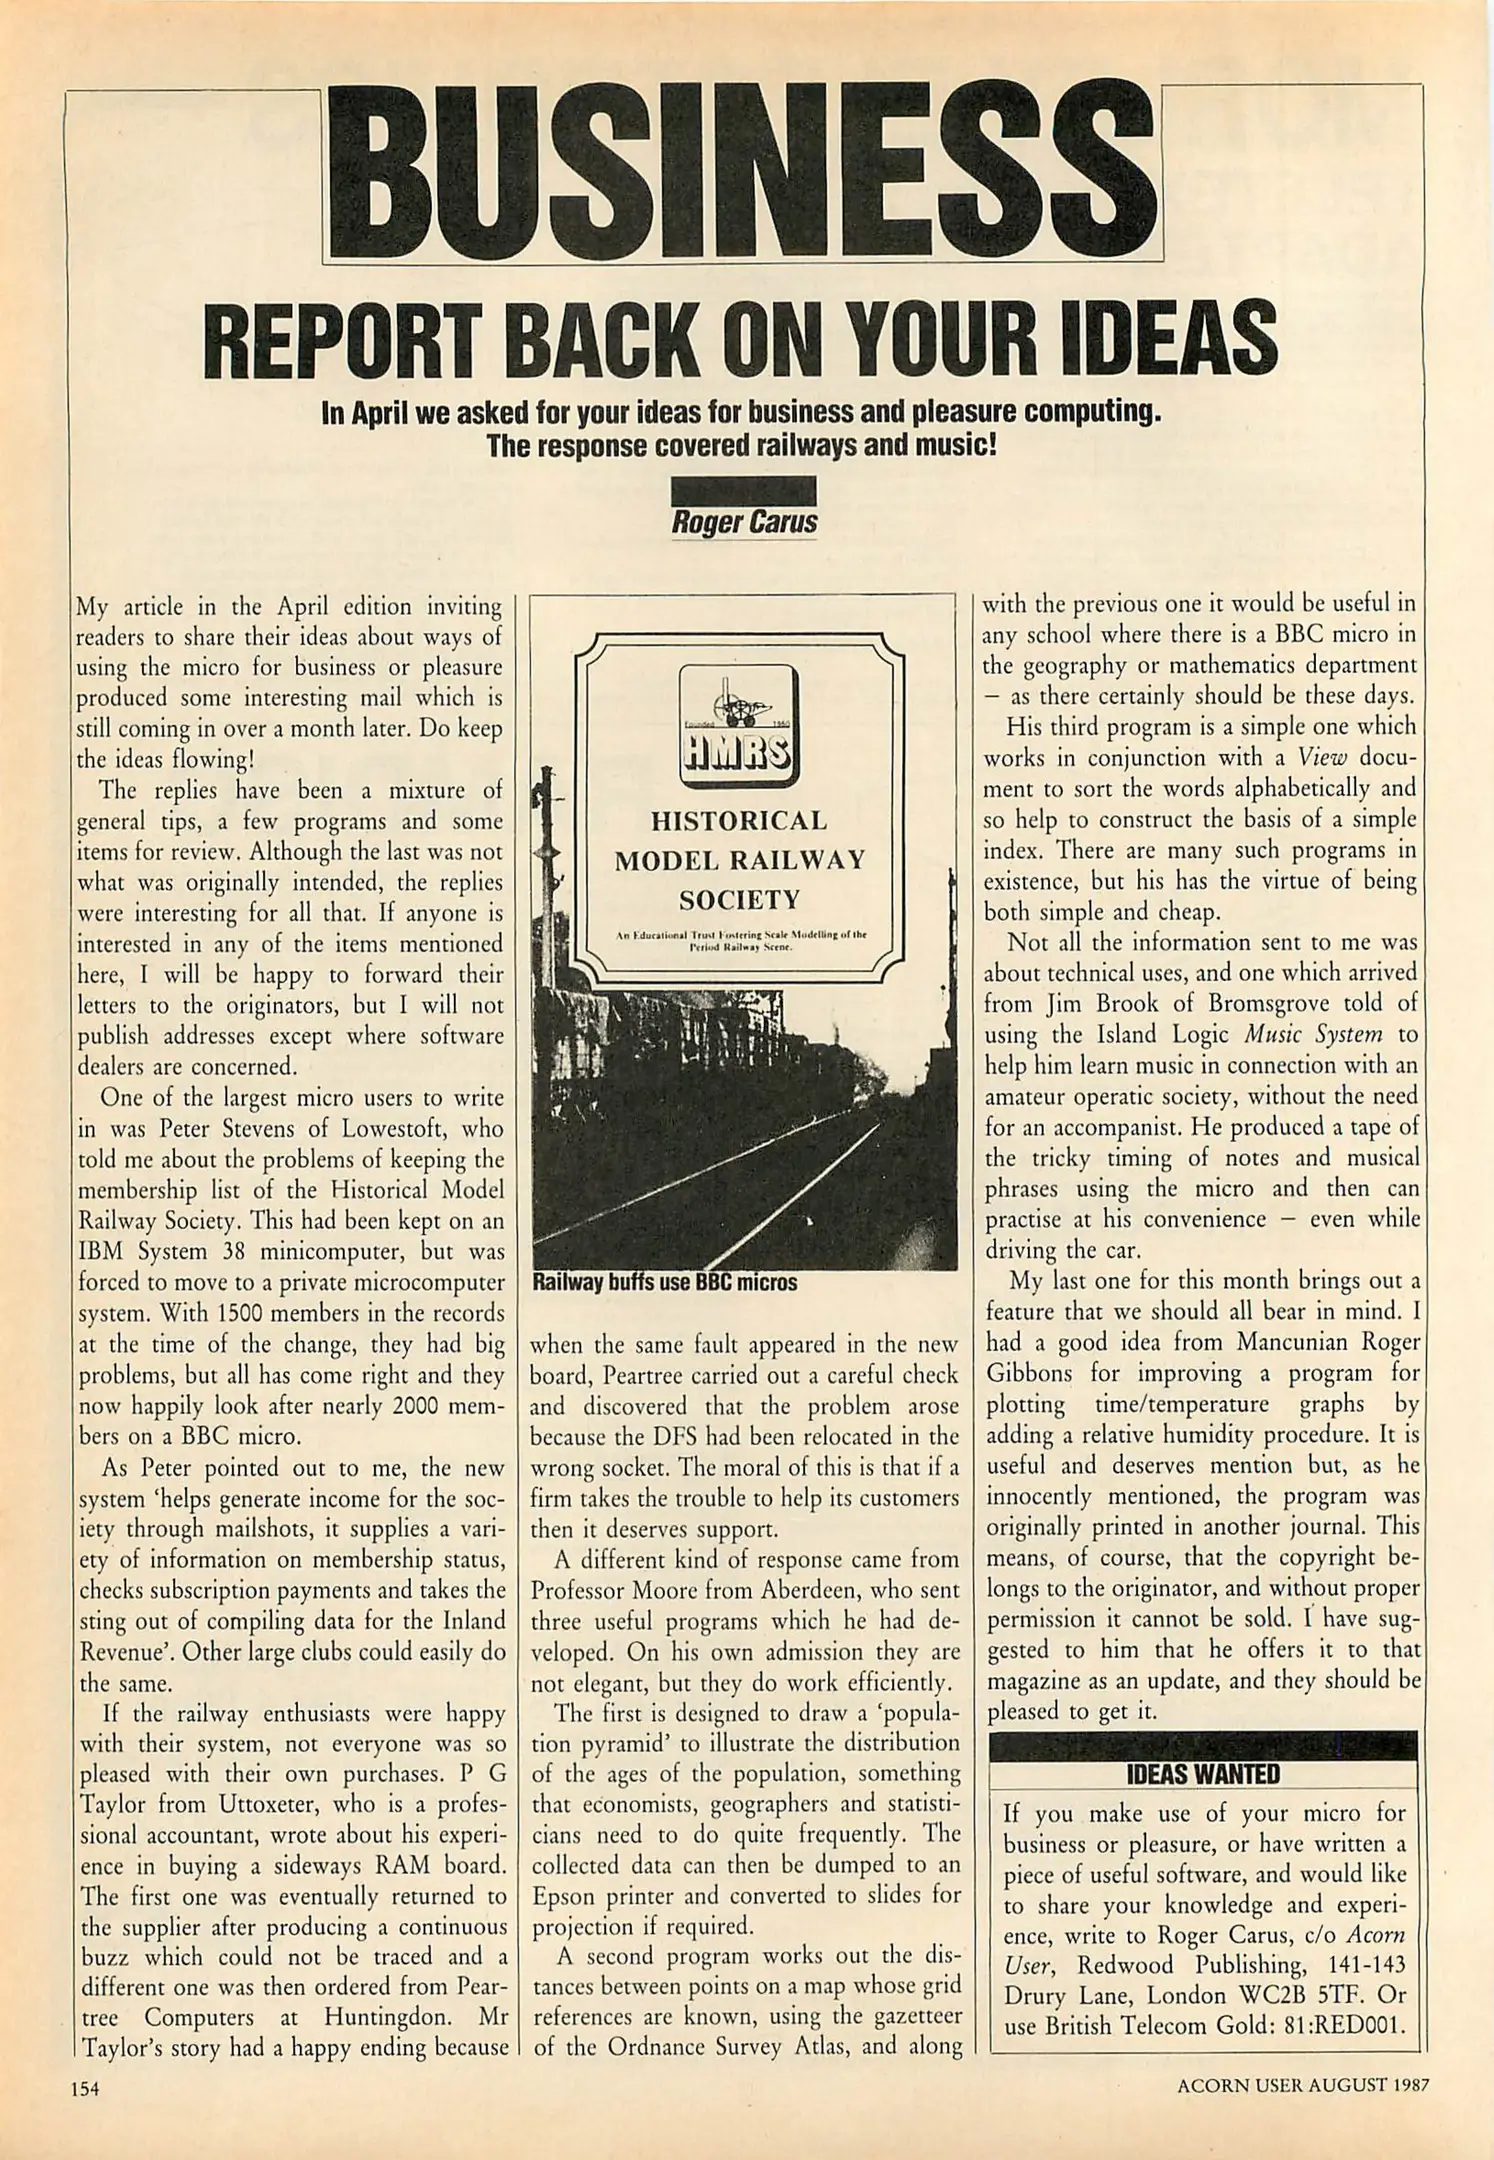 BUSINESS
REPORT BACK ON YOUR IDEAS
In April we asked for your ideas for business and pleasure computing.
The response covered railways and music!
Roger Carus
My article in the April edition inviting
readers to share their ideas about ways of
using the micro for business or pleasure
produced some interesting mail which is
still coming in over a month later. Do keep
the ideas flowing!
The replies have been a mixture of
general tips, a few programs and some
items for review. Although the last was not
what was originally intended, the replies
were interesting for all that. If anyone is
interested in any of the items mentioned
here, I will be happy to forward their
letters to the originators, but I will not
publish addresses except where software
dealers are concerned.
One of the largest micro users to write
in was Peter Stevens of Lowestoft, who
told me about the problems of keeping the
membership list of the Historical Model
Railway Society. This had been kept on an
IBM System 38 minicomputer, but was
forced to move to a private microcomputer
system. With 1500 members in the records
at the time of the change, they had big
problems, but all has come right and they
now happily look after nearly 2000 mem-
bers on a BBC micro.
As Peter pointed out to me, the new
system ‘helps generate income for the soc-
iety through mailshots, it supplies a vari-
ety of information on membership status,
checks subscription payments and takes the
sting out of compiling data for the Inland
Revenue’. Other large clubs could easily do
the same.
If the railway enthusiasts were happy
with their system, not everyone was so
pleased with their own purchases. P G
Taylor from Uttoxeter, who is a profes-
sional accountant, wrote about his experi-
ence in buying a sideways RAM board.
The first one was eventually returned to
the supplier after producing a continuous
buzz which could not be traced and a
different one was then ordered from Pear-
tree Computers at Huntingdon. Mr
Taylor’s story had a happy ending because
Founded 1950
HMRS
HISTORICAL
MODEL RAILWAY
SOCIETY
An Educational Trust Fostering Scale Modelling of the
Period Railway Scene.
Railway buffs use BBC micros
when the same fault appeared in the new
board, Peartree carried out a careful check
and discovered that the problem arose
because the DFS had been relocated in the
wrong socket. The moral of this is that if a
firm takes the trouble to help its customers
then it deserves support.
A different kind of response came from
Professor Moore from Aberdeen, who sent
three useful programs which he had de-
veloped. On his own admission they are
not elegant, but they do work efficiently.
The first is designed to draw a ‘popula-
tion pyramid’ to illustrate the distribution
of the ages of the population, something
that economists, geographers and statisti-
cians need to do quite frequently. The
collected data can then be dumped to an
Epson printer and converted to slides for
projection if required.
A second program works out the dis-
tances between points on a map whose grid
references are known, using the gazetteer
of the Ordnance Survey Atlas, and along
with the previous one it would be useful in
any school where there is a BBC micro in
the geography or mathematics department
– as there certainly should be these days.
His third program is a simple one which
works in conjunction with a View docu-
ment to sort the words alphabetically and
so help to construct the basis of a simple
index. There are many such programs in
existence, but his has the virtue of being
both simple and cheap.
Not all the information sent to me was
about technical uses, and one which arrived
from Jim Brook of Bromsgrove told of
using the Island Logic Music System to
help him learn music in connection with an
amateur operatic society, without the need
for an accompanist. He produced a tape of
the tricky timing of notes and musical
phrases using the micro and then can
practise at his convenience – even while
driving the car.
My last one for this month brings out a
feature that we should all bear in mind. I
had a good idea from Mancunian Roger
Gibbons for improving a program for
plotting time/temperature graphs by
adding a relative humidity procedure. It is
useful and deserves mention but, as he
innocently mentioned, the program was
originally printed in another journal. This
means, of course, that the copyright be-
longs to the originator, and without proper
permission it cannot be sold. I have sug-
gested to him that he offers it to that
magazine as an update, and they should be
pleased to get it.
IDEAS WANTED
If you make use of your micro for
business or pleasure, or have written a
piece of useful software, and would like
to share your knowledge and experi-
ence, write to Roger Carus, c/o Acorn
User, Redwood Publishing, 141-143
Drury Lane, London WC2B 5TF. Or
use British Telecom Gold: 81:RED001.
154
ACORN USER AUGUST 1987